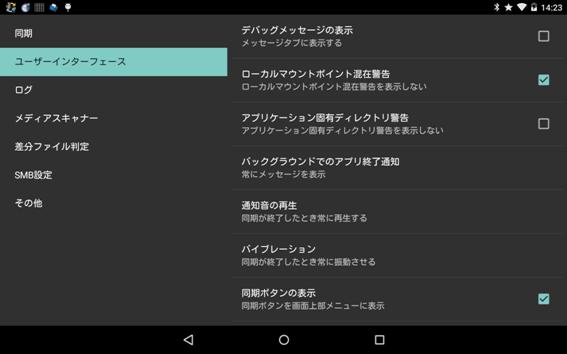 14:23
同期
ユーザーインターフェース
ログ
メディアスキャナー
差分ファイル判定
SMB設定
その他
デバッグメッセージの表示
メッセージタブに表示する
ローカルマウントポイント混在警告
ローカルマウントポイント混在警告を表示しない
アプリケーション固有ディレクトリ警告
アプリケーション固有ディレクトリ警告を表示しない
バックグラウンドでのアプリ終了通知
常にメッセージを表示
通知音の再生
同期が終了したとき常に再生する
バイブレーション
同期が終了したとき常に振動させる
同期ボタンの表示
同期ボタンを画面上部メニューに表示